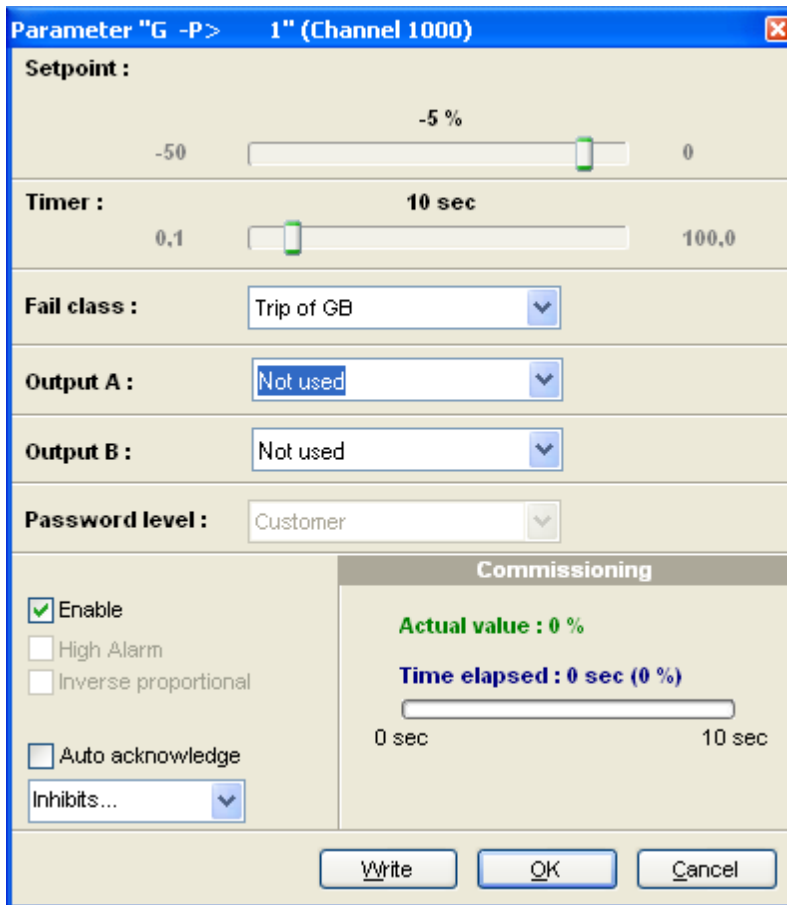 Parameter "G -P> 1" (Channel 1000)
Setpoint :
-5 %
-50 0
Timer : 10 sec
0,1 100,0
Fail class : Trip of GB
Output A : Not used
Output B : Not used
Password level : Customer
Commissioning
Enable
High Alarm
Inverse proportional
Actual value : 0 %
Time elapsed : 0 sec (0 %)
0 sec 10 sec
Auto acknowledge
Inhibits...
Write OK Cancel